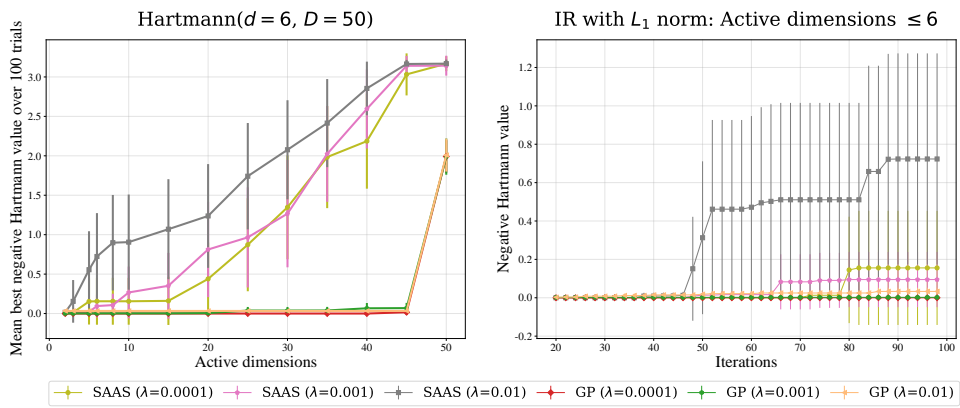 Hartmann(d = 6, D = 50)
Mean best negative Hartmann value over 100 trials
3.0
2.5
2.0
1.5
1.0
0.5
0.0
0 10 20 30 40 50
Active dimensions
IR with L₁ norm: Active dimensions ≤ 6
Negative Hartmann value
1.2
1.0
0.8
0.6
0.4
0.2
0.0
-0.2
20 30 40 50 60 70 80 90 100
Iterations
SAAS (λ=0.0001) SAAS (λ=0.001) SAAS (λ=0.01) GP (λ=0.0001) GP (λ=0.001) GP (λ=0.01)